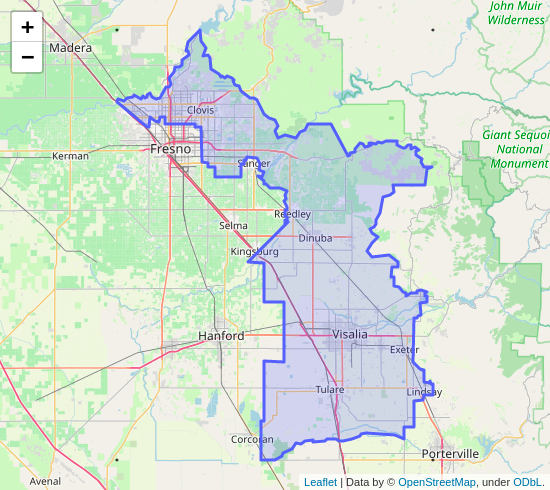 +
−
Madera
John Muir
Wilderness
Clovis
Giant Sequoi
National
Monument
Kerman
Fresno
Sanger
Reedley
Selma
Dinuba
Kingsburg
Hanford
Visalia
Exeter
Tulare
Lindsay
Corcoran
Porterville
Avenal
Leaflet | Data by © OpenStreetMap, under ODbL.